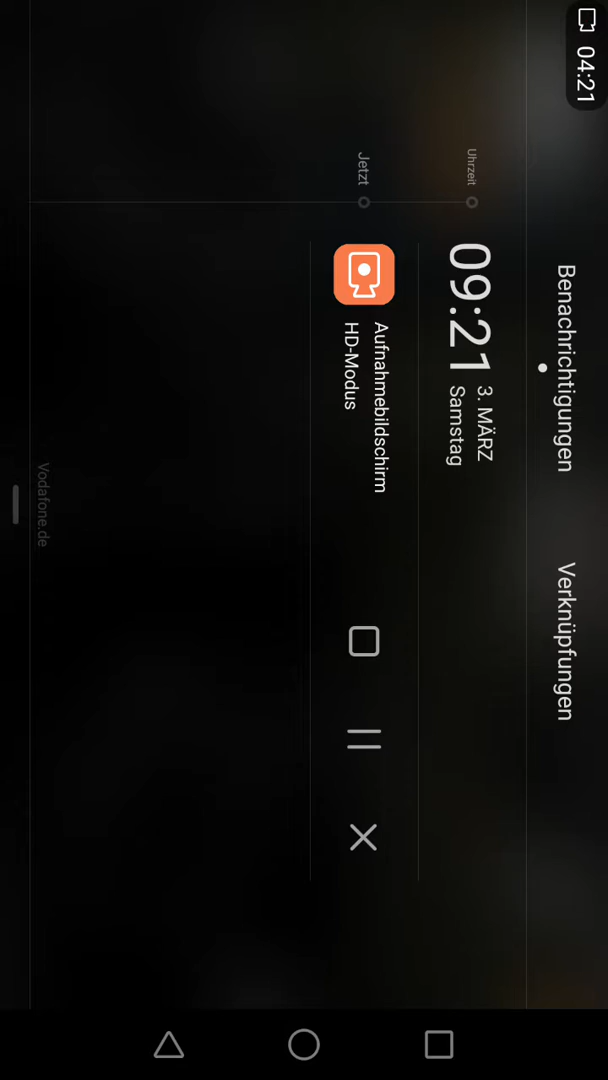 04:21
Benachrichtigungen
Verknüpfungen
Uhrzeit
09:21
3. MÄRZ
Samstag
Jetzt
Aufnahmebildschirm
HD-Modus
Vodafone.de